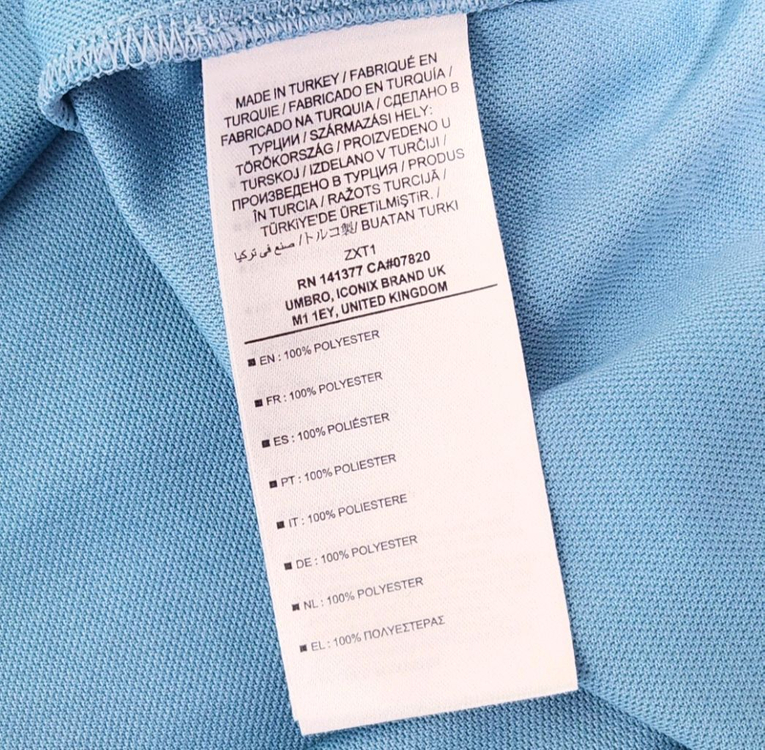 MADE IN TURKEY / FABRIQUÉ EN
TURQUIE / FABRICADO EN TURQUÍA /
FABRICADO NA TURQUIA / СДЕЛАНО В
ТУРЦИИ / SZÁRMAZÁSI HELY:
TÖRÖKORSZÁG / PROIZVEDENO U
TURSKOJ / IZDELANO V TURČIJI /
ПРОИЗВЕДЕНО В ТУРЦИЯ / PRODUS
ÎN TURCIA / RAŽOTS TURCIJĀ /
TÜRKİYE'DE ÜRETİLMİŞTİR. /
صنع في تركيا /トルコ製/ BUATAN TURKI
ZXT1
RN 141377 CA#07820
UMBRO, ICONIX BRAND UK
M1 1EY, UNITED KINGDOM
■ EN : 100% POLYESTER
■ FR : 100% POLYESTER
■ ES : 100% POLIÉSTER
■ PT : 100% POLIESTER
■ IT : 100% POLIESTERE
■ DE : 100% POLYESTER
■ NL : 100% POLYESTER
■ EL : 100% ΠΟΛΥΕΣΤΕΡΑΣ